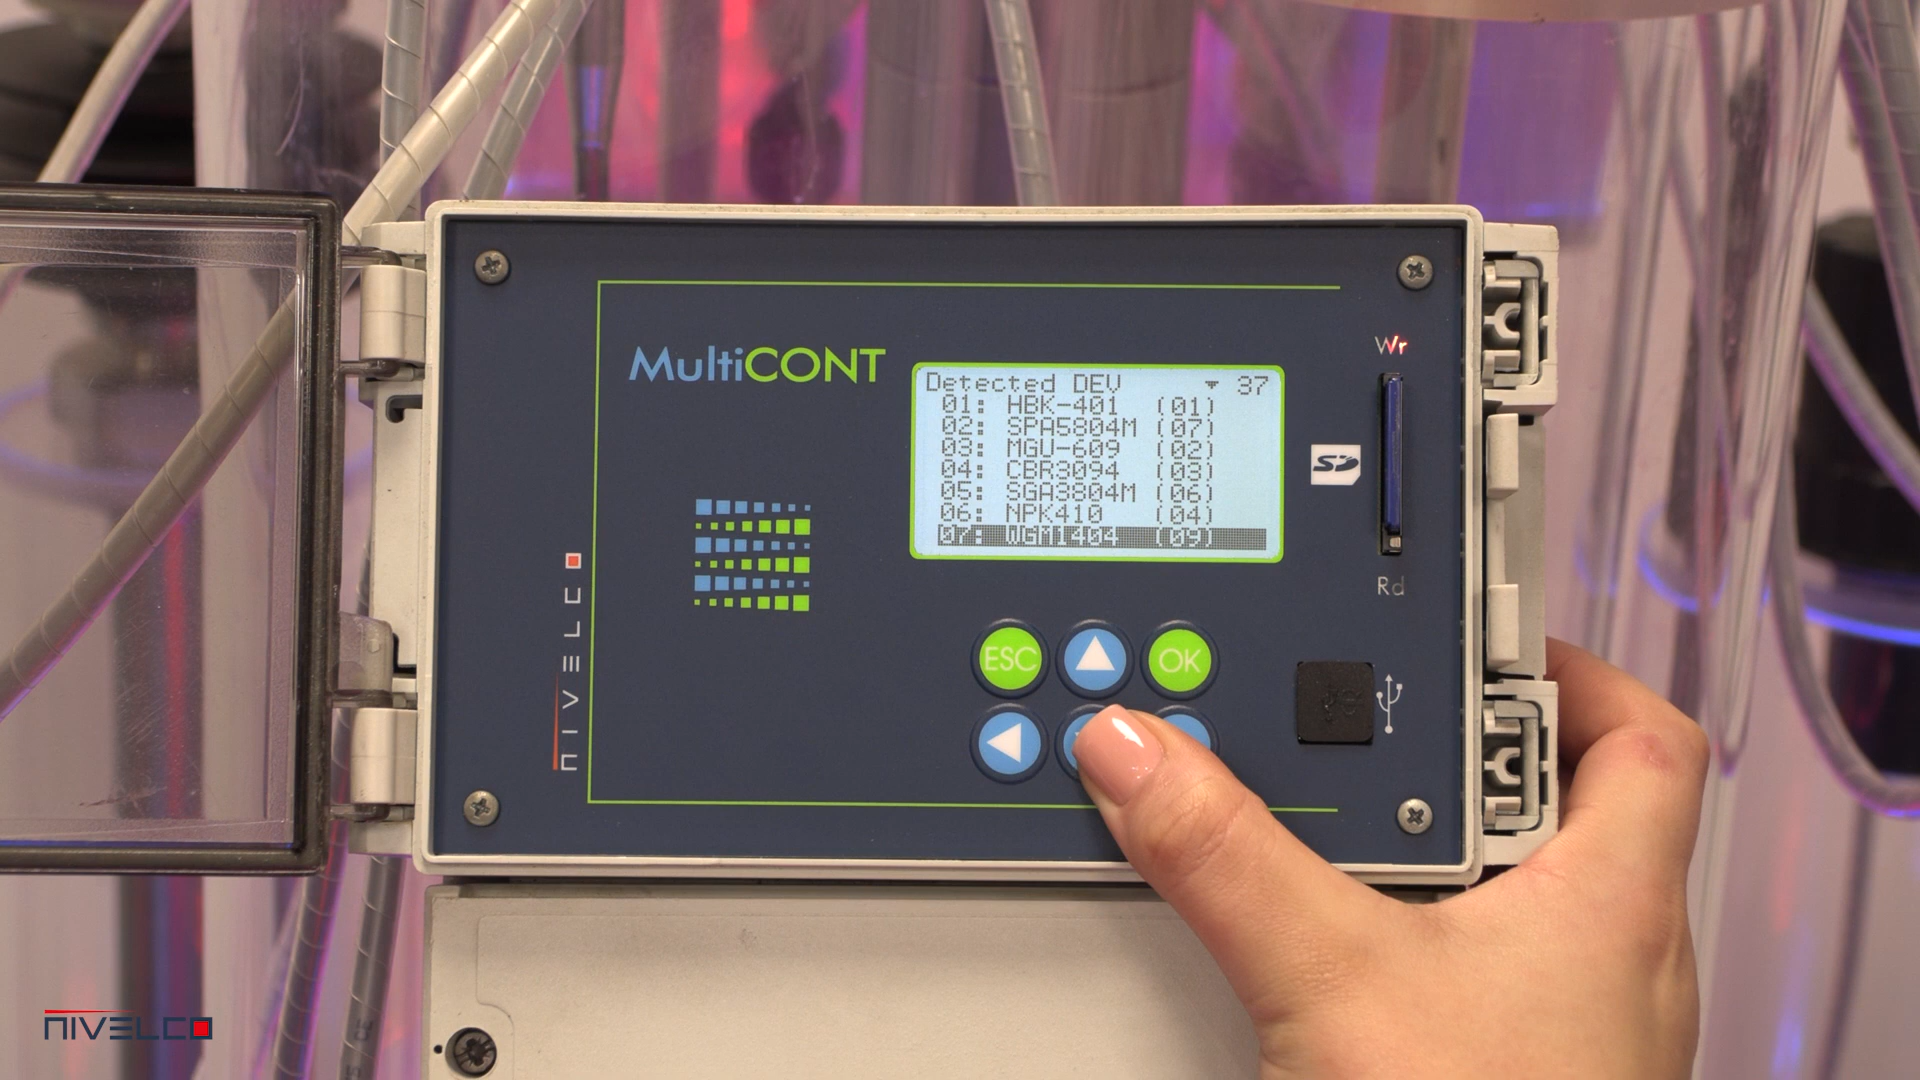 MultiCONT
Detected DEV 37
01: HBK-401 (01)
02: SPA5804M (07)
03: MGU-609 (02)
04: CBR3094 (03)
05: SGA3804M (06)
06: NPK410 (04)
07: WGM1404 (09)
Wr
SD
Rd
ESC
OK
NIVELCO
NIVELCO